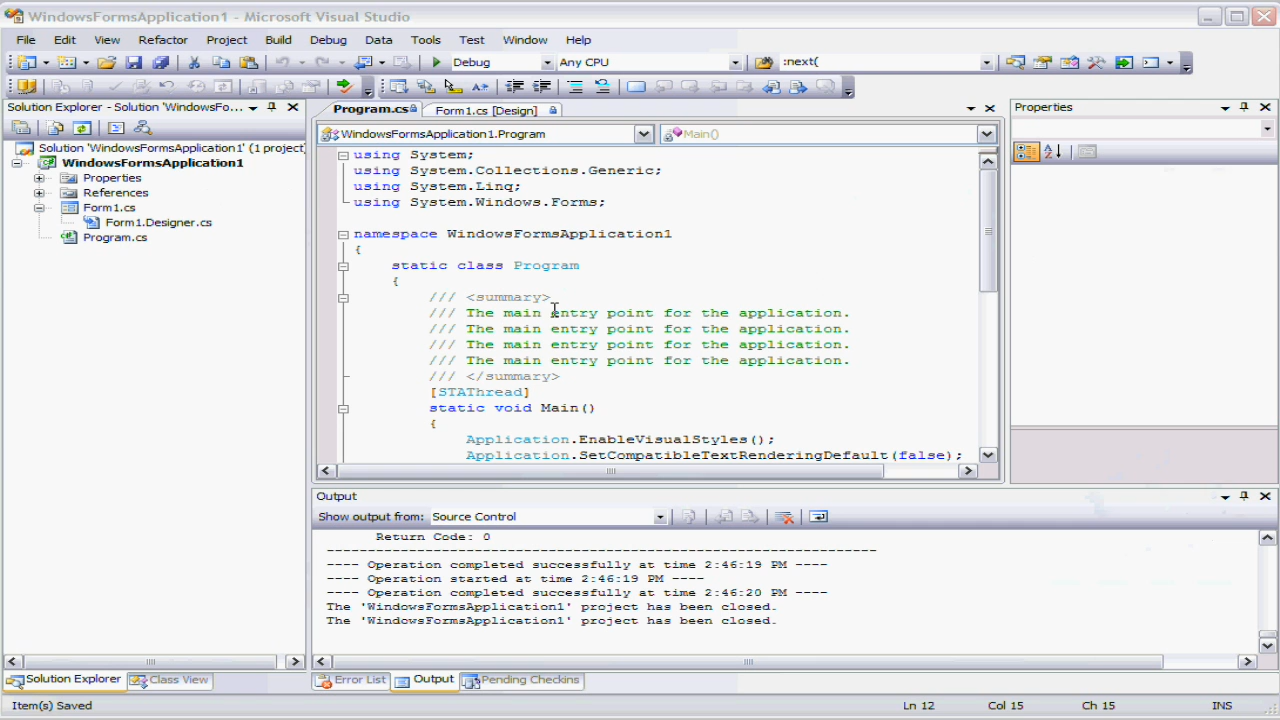 WindowsFormsApplication1 - Microsoft Visual Studio
File Edit View Refactor Project Build Debug Data Tools Test Window Help
Debug Any CPU :next(
Solution Explorer - Solution 'WindowsFo...
Solution 'WindowsFormsApplication1' (1 project
WindowsFormsApplication1
Properties
References
Form1.cs
Form1.Designer.cs
Program.cs
Program.cs Form1.cs [Design]
WindowsFormsApplication1.Program Main()
using System;
using System.Collections.Generic;
using System.Linq;
using System.Windows.Forms;
namespace WindowsFormsApplication1
{
static class Program
{
/// <summary>
/// The main entry point for the application.
/// The main entry point for the application.
/// The main entry point for the application.
/// The main entry point for the application.
/// </summary>
[STAThread]
static void Main()
{
Application.EnableVisualStyles();
Application.SetCompatibleTextRenderingDefault(false);
Properties
Output
Show output from: Source Control
Return Code: 0
---- Operation completed successfully at time 2:46:19 PM ----
---- Operation started at time 2:46:19 PM ----
---- Operation completed successfully at time 2:46:20 PM ----
The 'WindowsFormsApplication1' project has been closed.
The 'WindowsFormsApplication1' project has been closed.
Solution Explorer Class View
Error List Output Pending Checkins
Item(s) Saved Ln 12 Col 15 Ch 15 INS